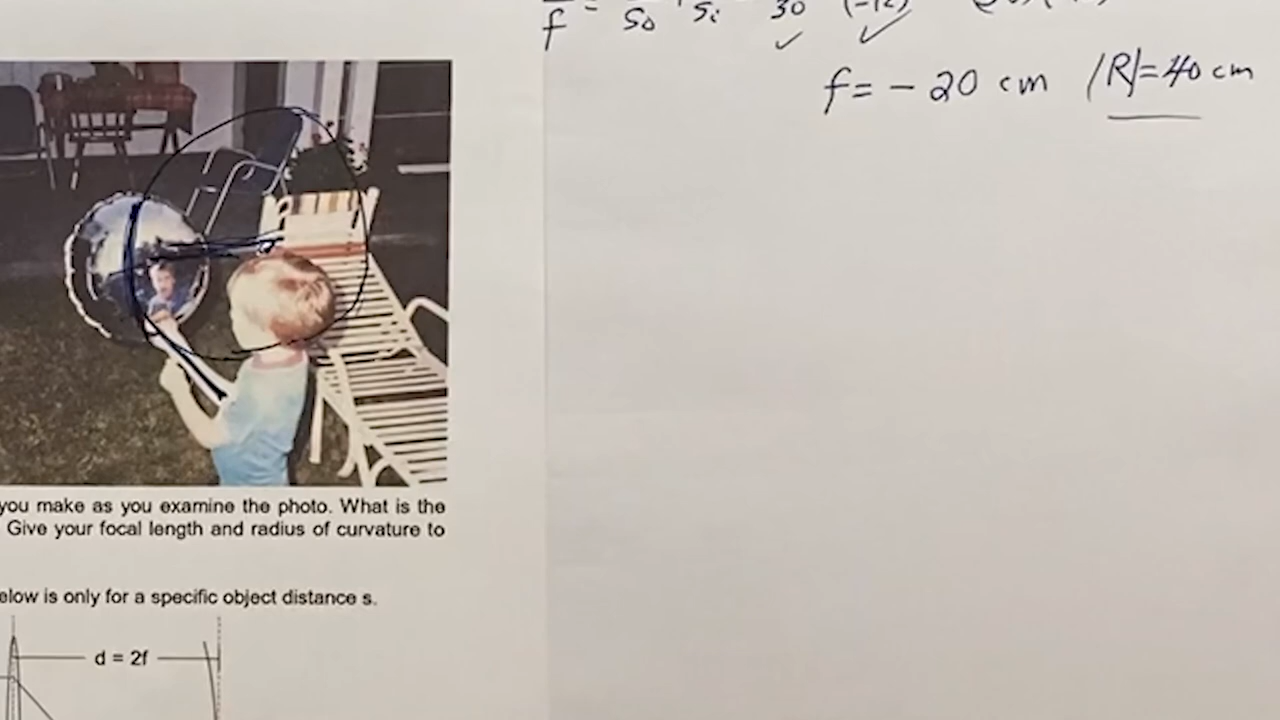 f = So Si 30 (-12)
f = - 20 cm |R| = 40 cm
you make as you examine the photo. What is the
Give your focal length and radius of curvature to
elow is only for a specific object distance s.
d = 2f